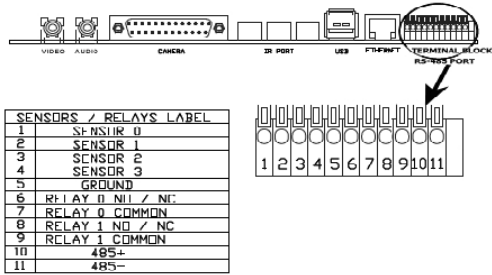 VIDEO AUDIO CAMERA IR PORT USB ETHERNET TERMINAL BLOCK
RS-485 PORT
SENSORS / RELAYS LABEL
1 SENSOR 0
2 SENSOR 1
3 SENSOR 2
4 SENSOR 3
5 GROUND
6 RELAY 0 NO / NC
7 RELAY 0 COMMON
8 RELAY 1 NO / NC
9 RELAY 1 COMMON
10 485+
11 485-
1 2 3 4 5 6 7 8 9 10 11